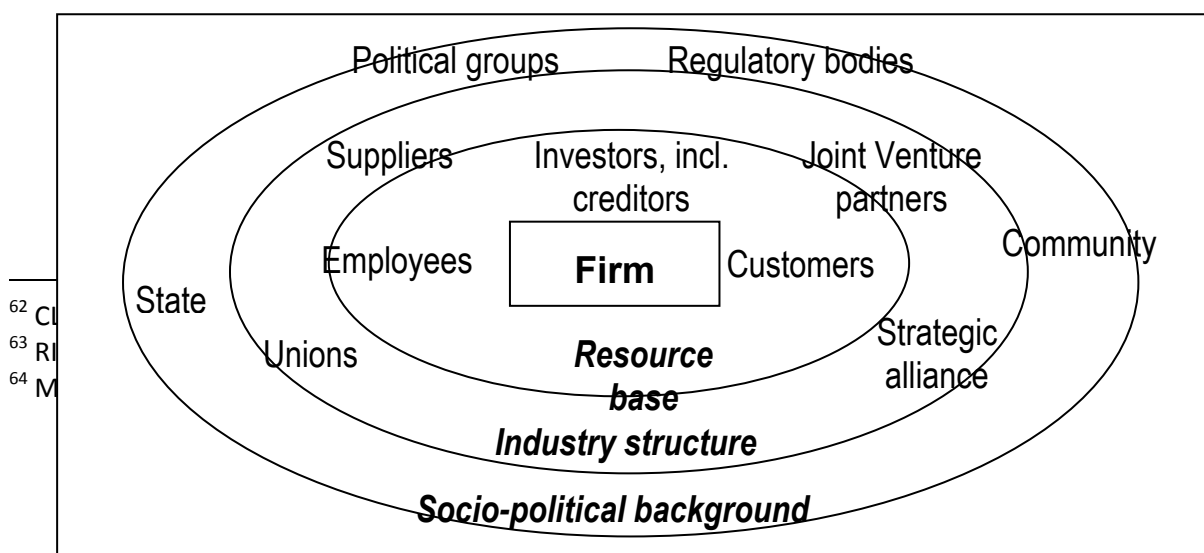 Political groups
Regulatory bodies
Suppliers
Investors, incl.
creditors
Joint Venture
partners
Employees
Firm
Customers
Community
State
Unions
Strategic
alliance
Resource
base
Industry structure
Socio-political background
62
63
64